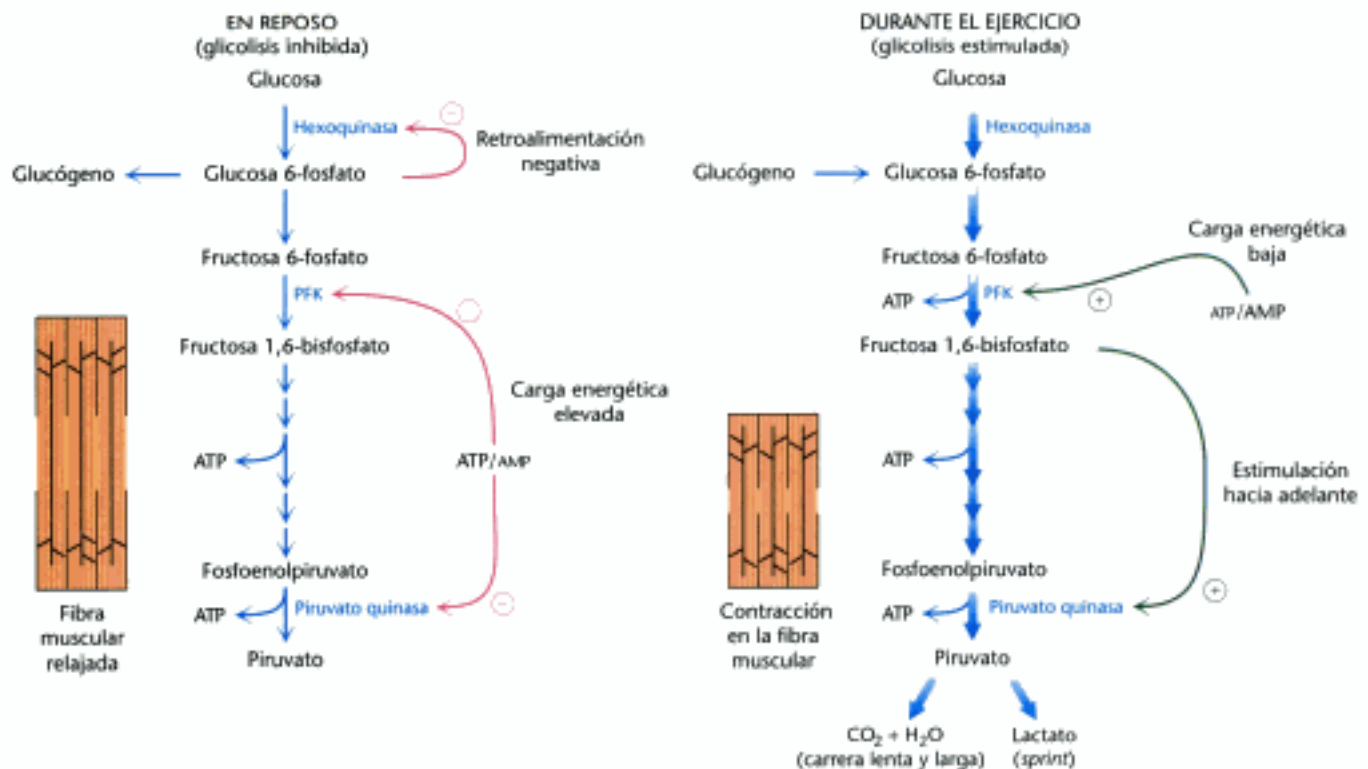 EN REPOSO
(glicolisis inhibida)
Glucosa
−
Hexoquinasa
Retroalimentación
negativa
Glucógeno
Glucosa 6-fosfato
Fructosa 6-fosfato
PFK
Fructosa 1,6-bisfosfato
Carga energética
elevada
ATP
ATP/AMP
Fosfoenolpiruvato
ATP
Piruvato quinasa
−
Piruvato
Fibra
muscular
relajada
DURANTE EL EJERCICIO
(glicolisis estimulada)
Glucosa
Hexoquinasa
Glucógeno
Glucosa 6-fosfato
Carga energética
baja
Fructosa 6-fosfato
ATP
PFK
+
ATP/AMP
Fructosa 1,6-bisfosfato
ATP
Estimulación
hacia adelante
Fosfoenolpiruvato
ATP
Piruvato quinasa
+
Contracción
en la fibra
muscular
Piruvato
CO₂ + H₂O
(carrera lenta y larga)
Lactato
(sprint)